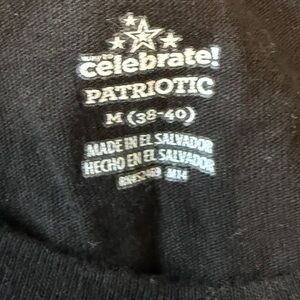 celebrate!
PATRIOTIC
M (38-40)
MADE IN EL SALVADOR
HECHO EN EL SALVADOR